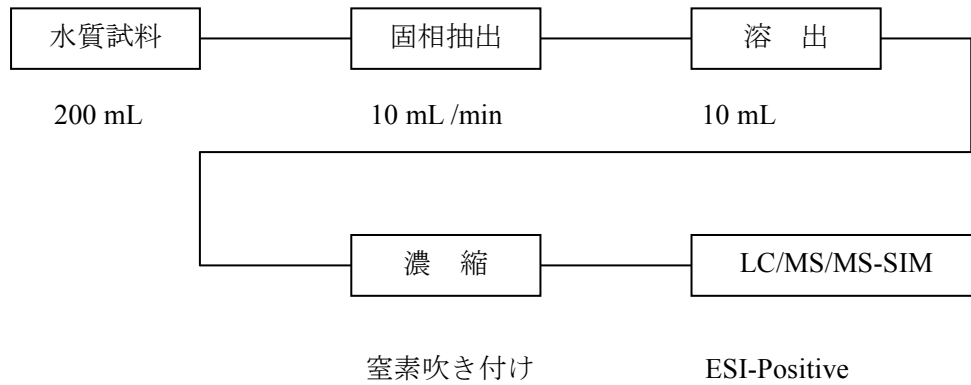 水質試料
固相抽出
溶　出
200 mL
10 mL /min
10 mL
濃　縮
LC/MS/MS-SIM
窒素吹き付け
ESI-Positive